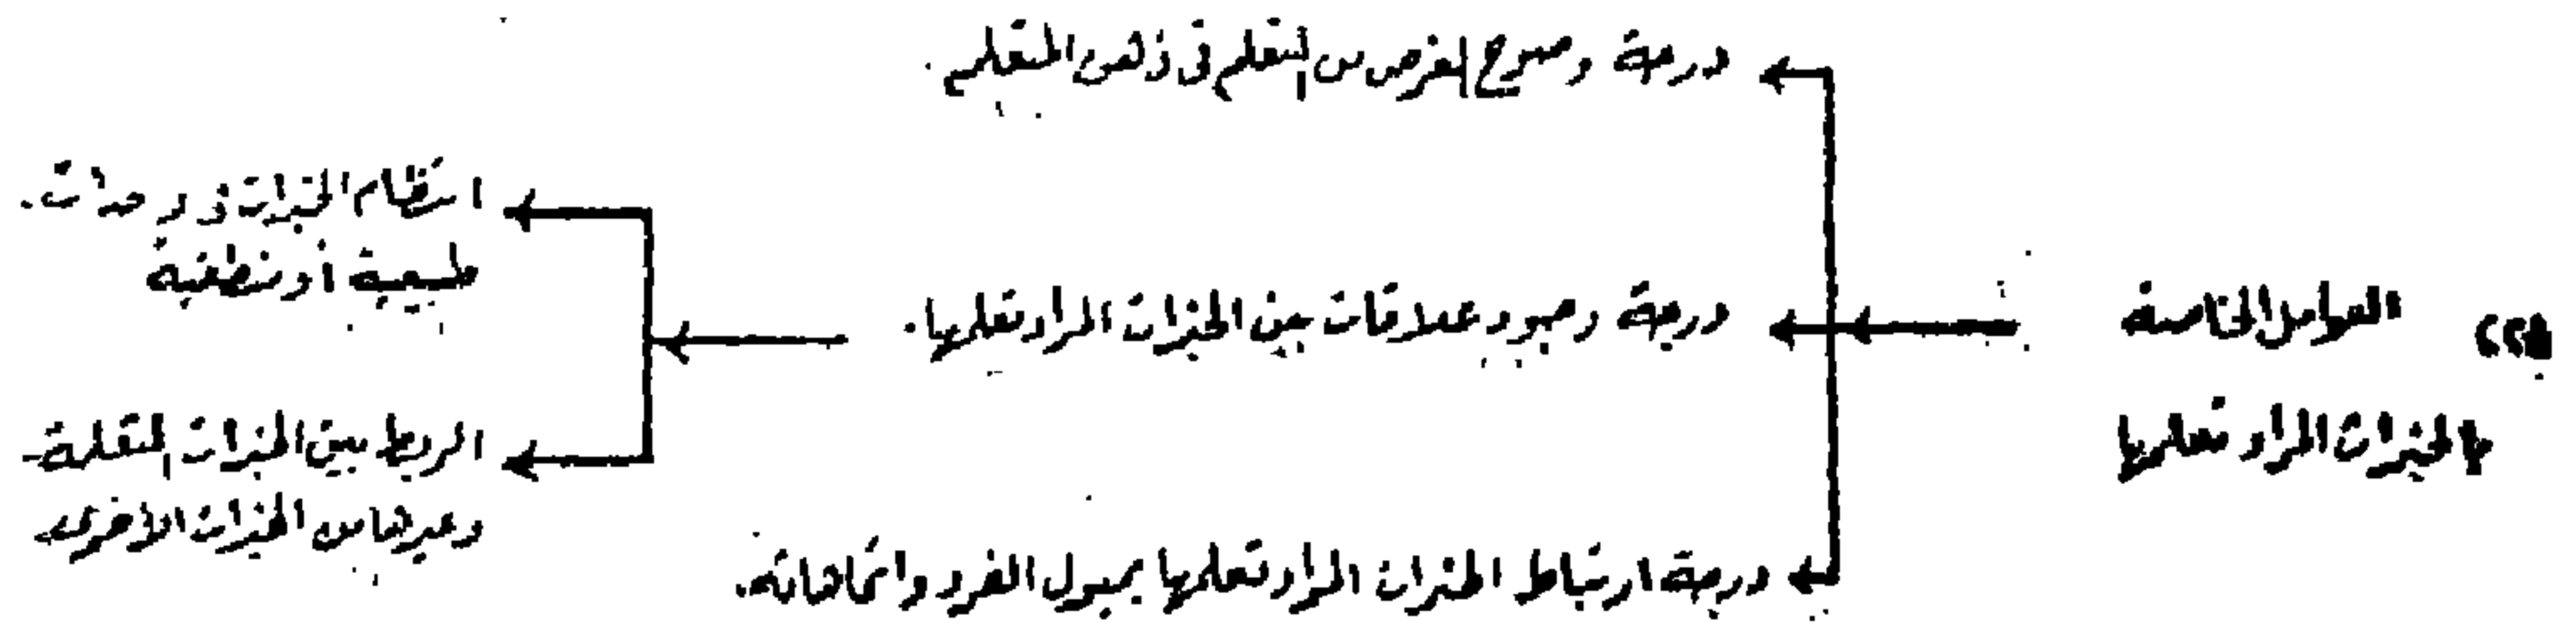 «٢» العوامل الخاصة
بالخبرات المراد تعلمها
درجة وضوح الغرض من التعلم في ذهن المتعلم.
درجة وجود علاقات بين الخبرات المراد تعلمها.
درجة ارتباط الخبرات المراد تعلمها بميول الفرد واتجاهاته.
انتظام الخبرات في وحدات.
طبيعية أو منطقية
الربط بين الخبرات المتعلمة
وغيرها من الخبرات الأخرى